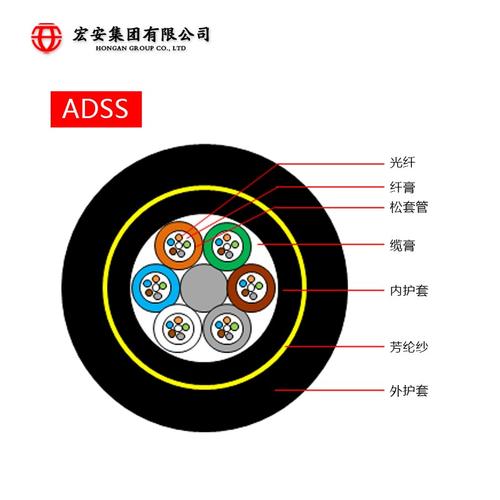 宏安集团有限公司
HONGAN GROUP CO., LTD
ADSS
光纤
纤膏
松套管
缆膏
内护套
芳纶纱
外护套